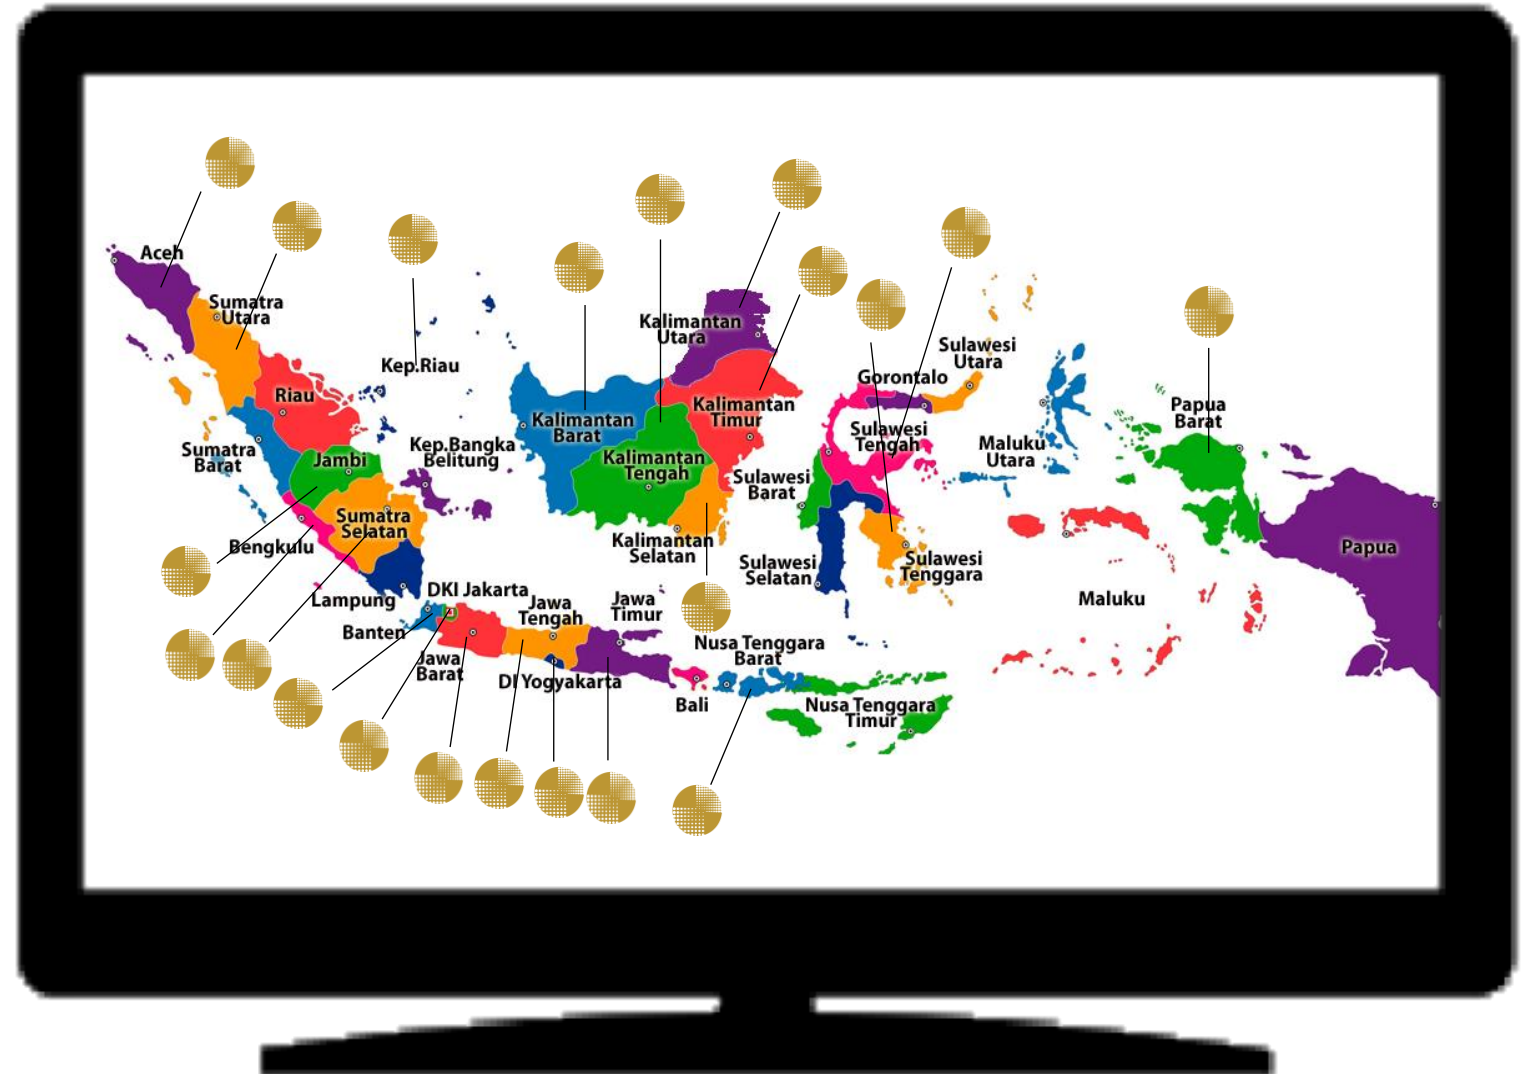 Aceh
Sumatra
Utara
Kep.Riau
Riau
Sumatra
Barat
Jambi
Kep.Bangka
Belitung
Sumatra
Selatan
Bengkulu
Lampung
DKI Jakarta
Banten
Jawa
Barat
Jawa
Tengah
DI Yogyakarta
Jawa
Timur
Bali
Nusa Tenggara
Barat
Nusa Tenggara
Timur
Kalimantan
Utara
Kalimantan
Barat
Kalimantan
Timur
Kalimantan
Tengah
Kalimantan
Selatan
Sulawesi
Utara
Gorontalo
Sulawesi
Tengah
Sulawesi
Barat
Sulawesi
Selatan
Sulawesi
Tenggara
Maluku
Utara
Maluku
Papua
Barat
Papua